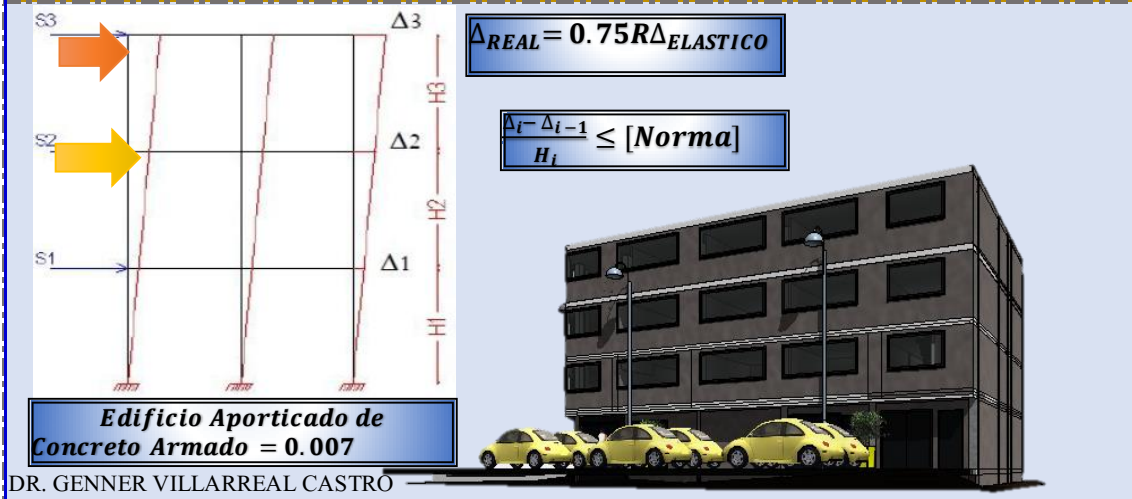 S3
Δ3
H3
S2
Δ2
H2
S1
Δ1
H1
Δ_REAL = 0.75RΔ_ELASTICO
(Δ_i − Δ_{i−1}) / H_i ≤ [Norma]
Edificio Aporticado de
Concreto Armado = 0.007
DR. GENNER VILLARREAL CASTRO